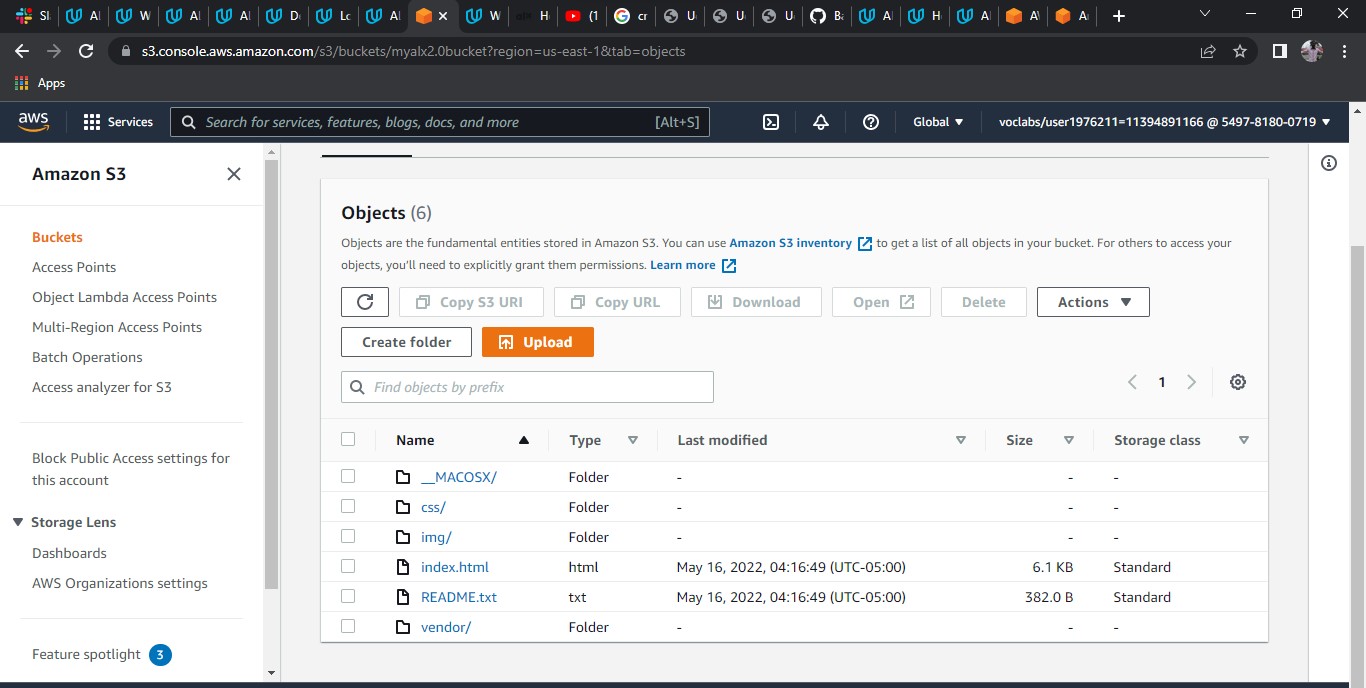 Sl
Al
W
Al
Al
Do
Lo
Al
W
H
(1
cr
U
U
U
Ba
Al
H
Al
A
A
s3.console.aws.amazon.com/s3/buckets/myalx2.0bucket?region=us-east-1&tab=objects
Apps
aws
Services
Search for services, features, blogs, docs, and more
[Alt+S]
Global
voclabs/user1976211=11394891166 @ 5497-8180-0719
Amazon S3
Buckets
Access Points
Object Lambda Access Points
Multi-Region Access Points
Batch Operations
Access analyzer for S3
Block Public Access settings for
this account
Storage Lens
Dashboards
AWS Organizations settings
Feature spotlight 3
Objects (6)
Objects are the fundamental entities stored in Amazon S3. You can use Amazon S3 inventory to get a list of all objects in your bucket. For others to access your
objects, you'll need to explicitly grant them permissions. Learn more
Copy S3 URI Copy URL Download Open Delete Actions
Create folder Upload
Find objects by prefix
1
Name Type Last modified Size Storage class
__MACOSX/ Folder - - -
css/ Folder - - -
img/ Folder - - -
index.html html May 16, 2022, 04:16:49 (UTC-05:00) 6.1 KB Standard
README.txt txt May 16, 2022, 04:16:49 (UTC-05:00) 382.0 B Standard
vendor/ Folder - - -